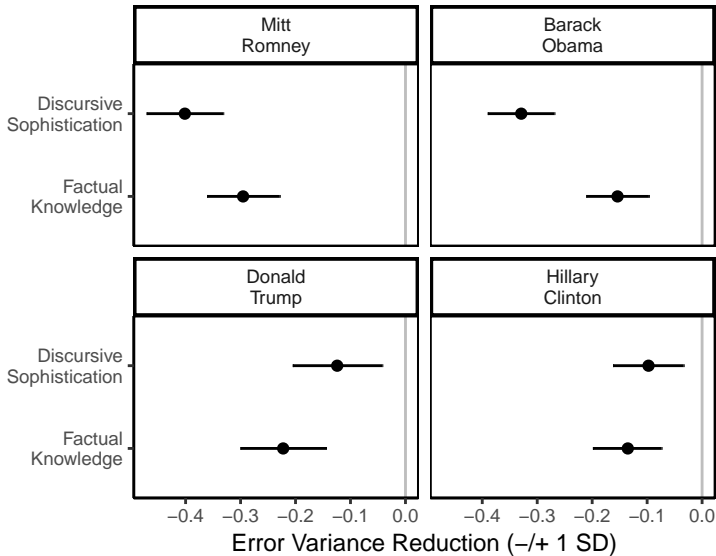 Mitt
Romney
Barack
Obama
Discursive
Sophistication
Factual
Knowledge
Donald
Trump
Hillary
Clinton
Discursive
Sophistication
Factual
Knowledge
−0.4 −0.3 −0.2 −0.1 0.0 −0.4 −0.3 −0.2 −0.1 0.0
Error Variance Reduction (−/+ 1 SD)